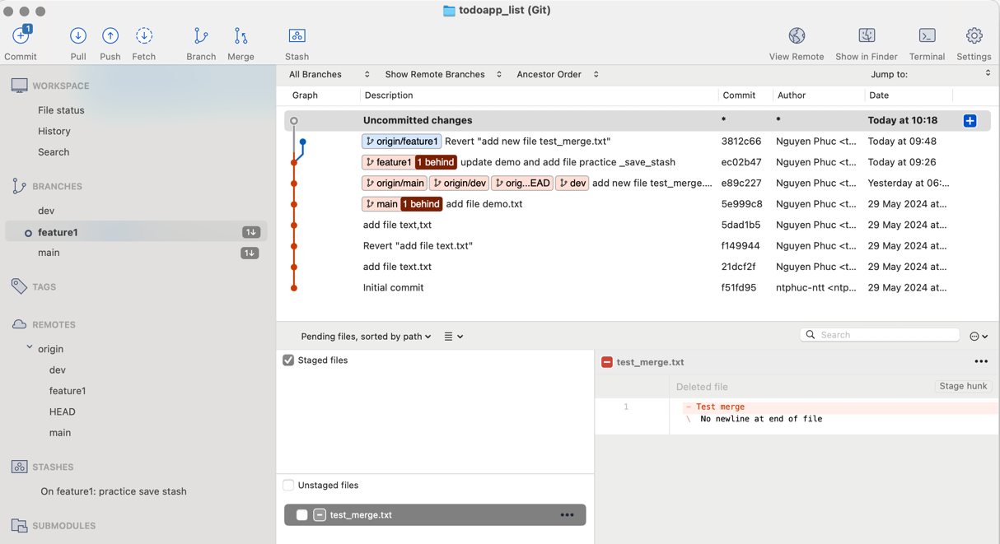 todoapp_list (Git)
1
Commit Pull Push Fetch Branch Merge Stash View Remote Show in Finder Terminal Settings
WORKSPACE
File status
History
Search
BRANCHES
dev
feature1 1↓
main 1↓
TAGS
REMOTES
origin
dev
feature1
HEAD
main
STASHES
On feature1: practice save stash
SUBMODULES
All Branches Show Remote Branches Ancestor Order Jump to:
Graph Description Commit Author Date
Uncommitted changes * * Today at 10:18
origin/feature1 Revert "add new file test_merge.txt" 3812c66 Nguyen Phuc <t... Today at 09:48
feature1 1 behind update demo and add file practice _save_stash ec02b47 Nguyen Phuc <t... Today at 09:26
origin/main origin/dev orig...EAD dev add new file test_merge.... e89c227 Nguyen Phuc <t... Yesterday at 06:...
main 1 behind add file demo.txt 5e999c8 Nguyen Phuc <t... 29 May 2024 at...
add file text,txt 5dad1b5 Nguyen Phuc <t... 29 May 2024 at...
Revert "add file text.txt" f149944 Nguyen Phuc <t... 29 May 2024 at...
add file text.txt 21dcf2f Nguyen Phuc <t... 29 May 2024 at...
Initial commit f51fd95 ntphuc-ntt <ntp... 29 May 2024 at...
Pending files, sorted by path Search
Staged files
Unstaged files
test_merge.txt
test_merge.txt
Deleted file Stage hunk
1 - Test merge
\ No newline at end of file